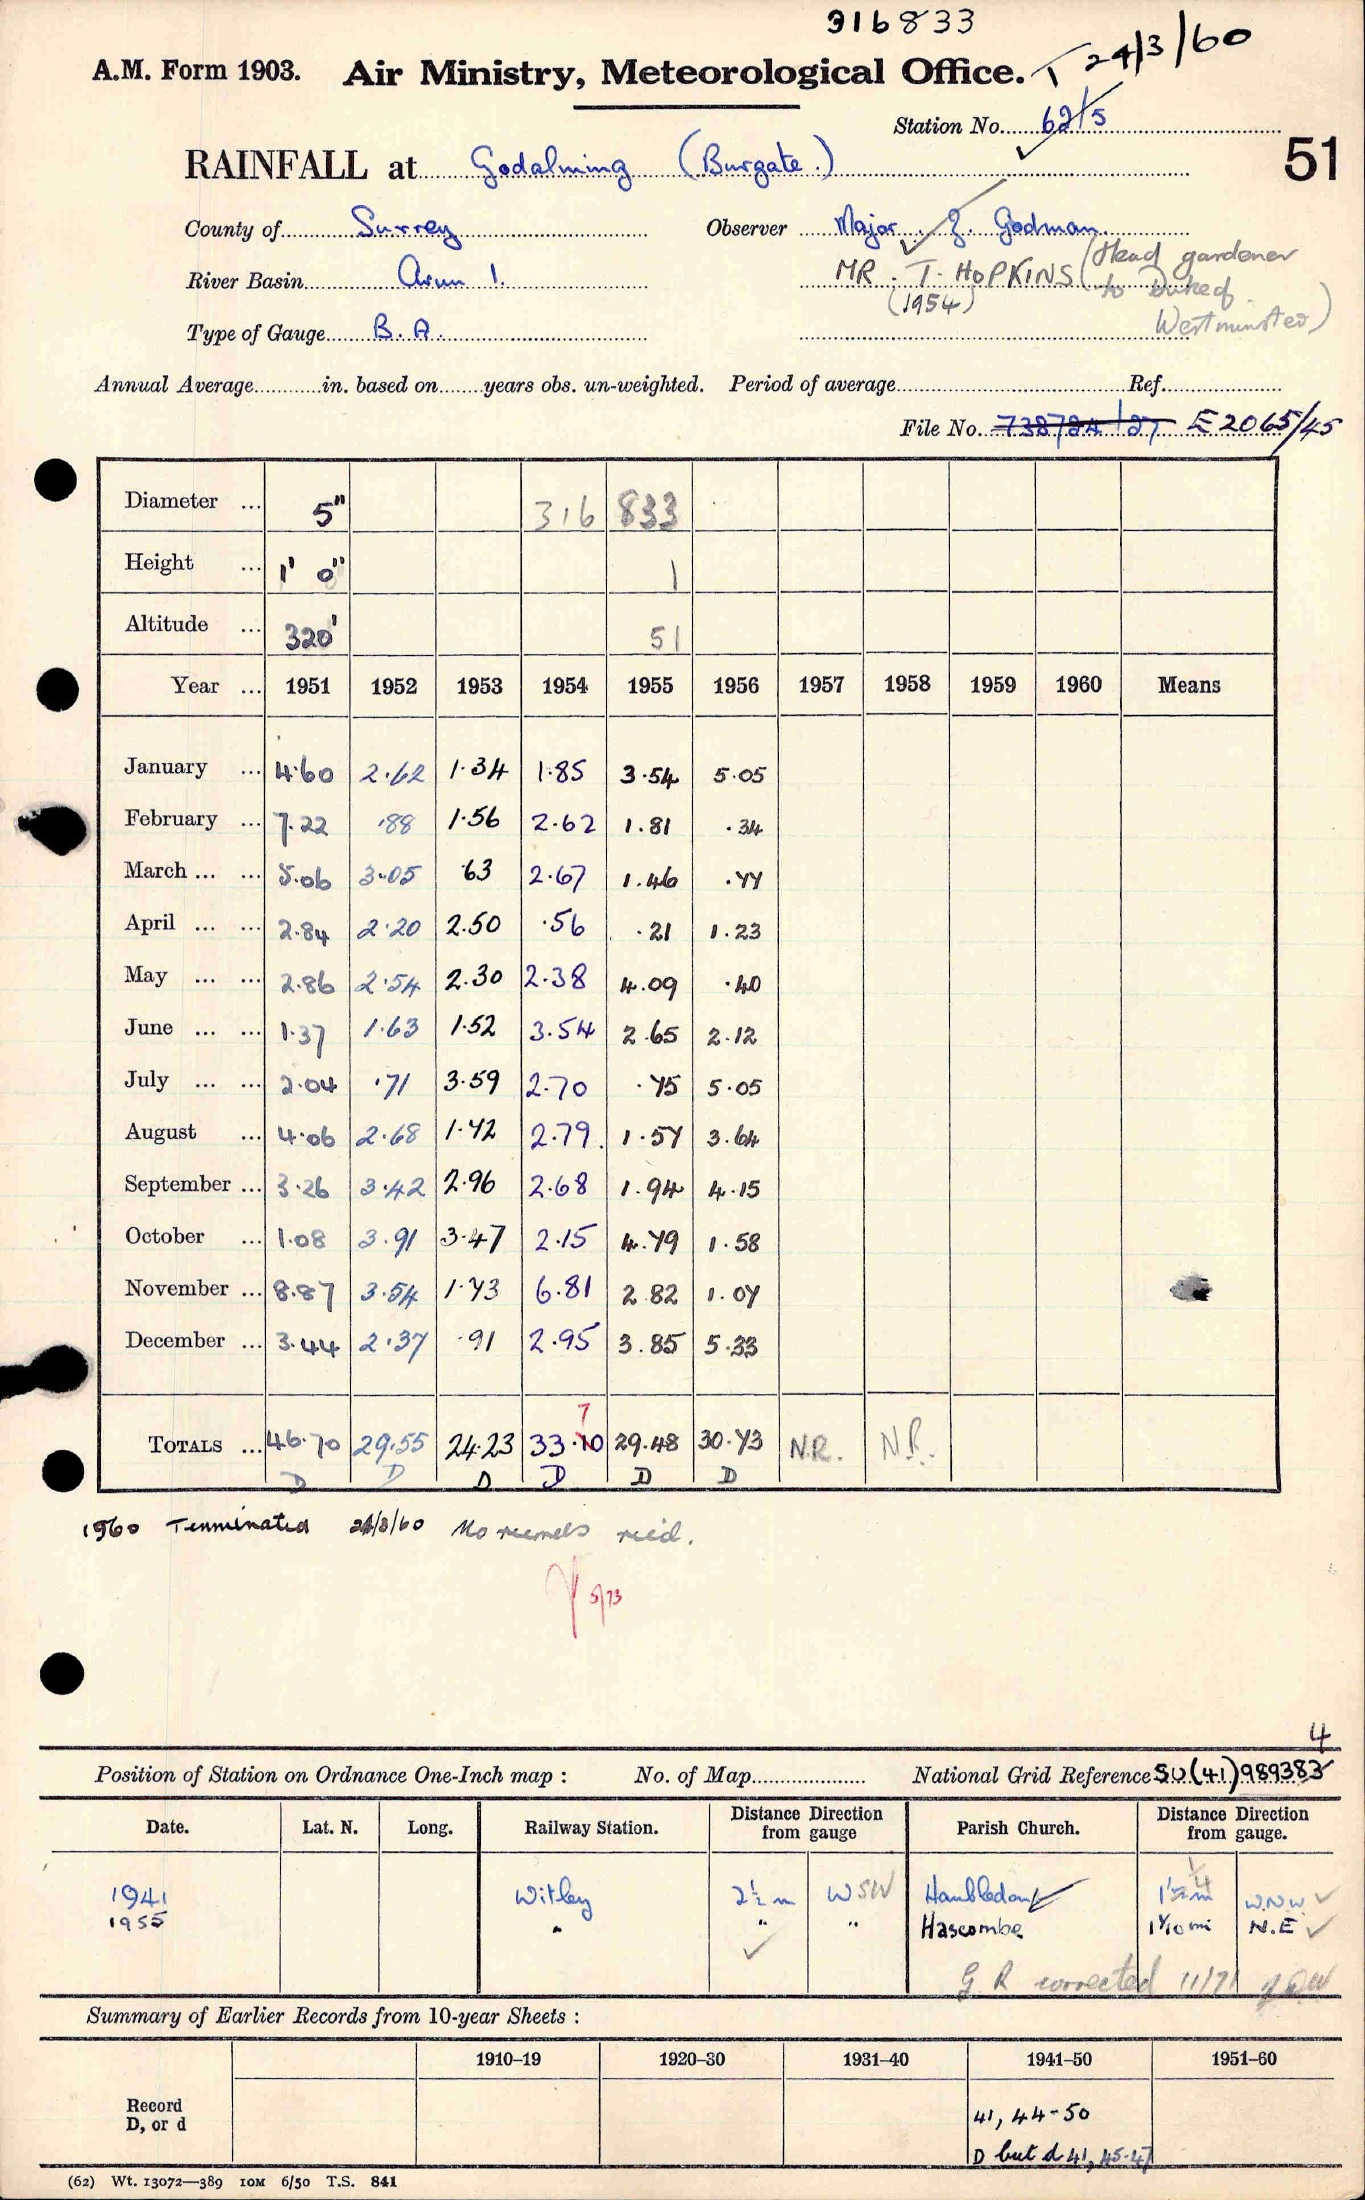 316833
A.M. Form 1903. Air Ministry, Meteorological Office. T 24/3/60
Station No. 62/5
51
RAINFALL at Godalming (Burgate.)
County of Surrey Observer Major . Godman.
River Basin Arun 1. MR. T. HOPKINS (Head gardener
(1954) to Duke of
Type of Gauge B.A. Westminster)
Annual Average in. based on years obs. un-weighted. Period of average Ref.
File No. 738724/27 E2065/45
Diameter ... 5" 316 833
Height ... 1' 0" 1
Altitude ... 320' 51
Year ... 1951 1952 1953 1954 1955 1956 1957 1958 1959 1960 Means
January ... 4.60 2.62 1.34 1.85 3.54 5.05
February ... 7.22 .88 1.56 2.62 1.81 .34
March ... ... 5.06 3.05 .63 2.67 1.46 .77
April ... ... 2.84 2.20 2.50 .56 .21 1.23
May ... ... 2.86 2.54 2.30 2.38 4.09 .40
June ... ... 1.37 1.63 1.52 3.54 2.65 2.12
July ... ... 2.04 .71 3.59 2.70 .75 5.05
August ... 4.06 2.68 1.72 2.79 1.57 3.64
September ... 3.26 3.42 2.96 2.68 1.94 4.15
October ... 1.08 3.91 3.47 2.15 4.79 1.58
November ... 8.87 3.54 1.73 6.81 2.82 1.07
December ... 3.44 2.37 .91 2.95 3.85 5.33
7
TOTALS ... 46.70 29.55 24.23 33.10 29.48 30.73 N.R. N.R.
D D D D D D
1960 Terminated 24/3/60 No records recd.
5/73
4
Position of Station on Ordnance One-Inch map : No. of Map National Grid Reference SU(41)989383
Date. Lat. N. Long. Railway Station. Distance Direction from gauge Parish Church. Distance Direction from gauge.
1941 Witley 2½ m WSW Hambledon 1½ m W.N.W. 1/4
1955 " " " Hascombe 1 1/10 mi N.E
G R corrected 11/71
Summary of Earlier Records from 10-year Sheets :
1910–19 1920–30 1931–40 1941–50 1951–60
Record
D, or d
41, 44-50
D but d 41, 45-47
(62) Wt. 13072—389 10M 6/50 T.S. 841